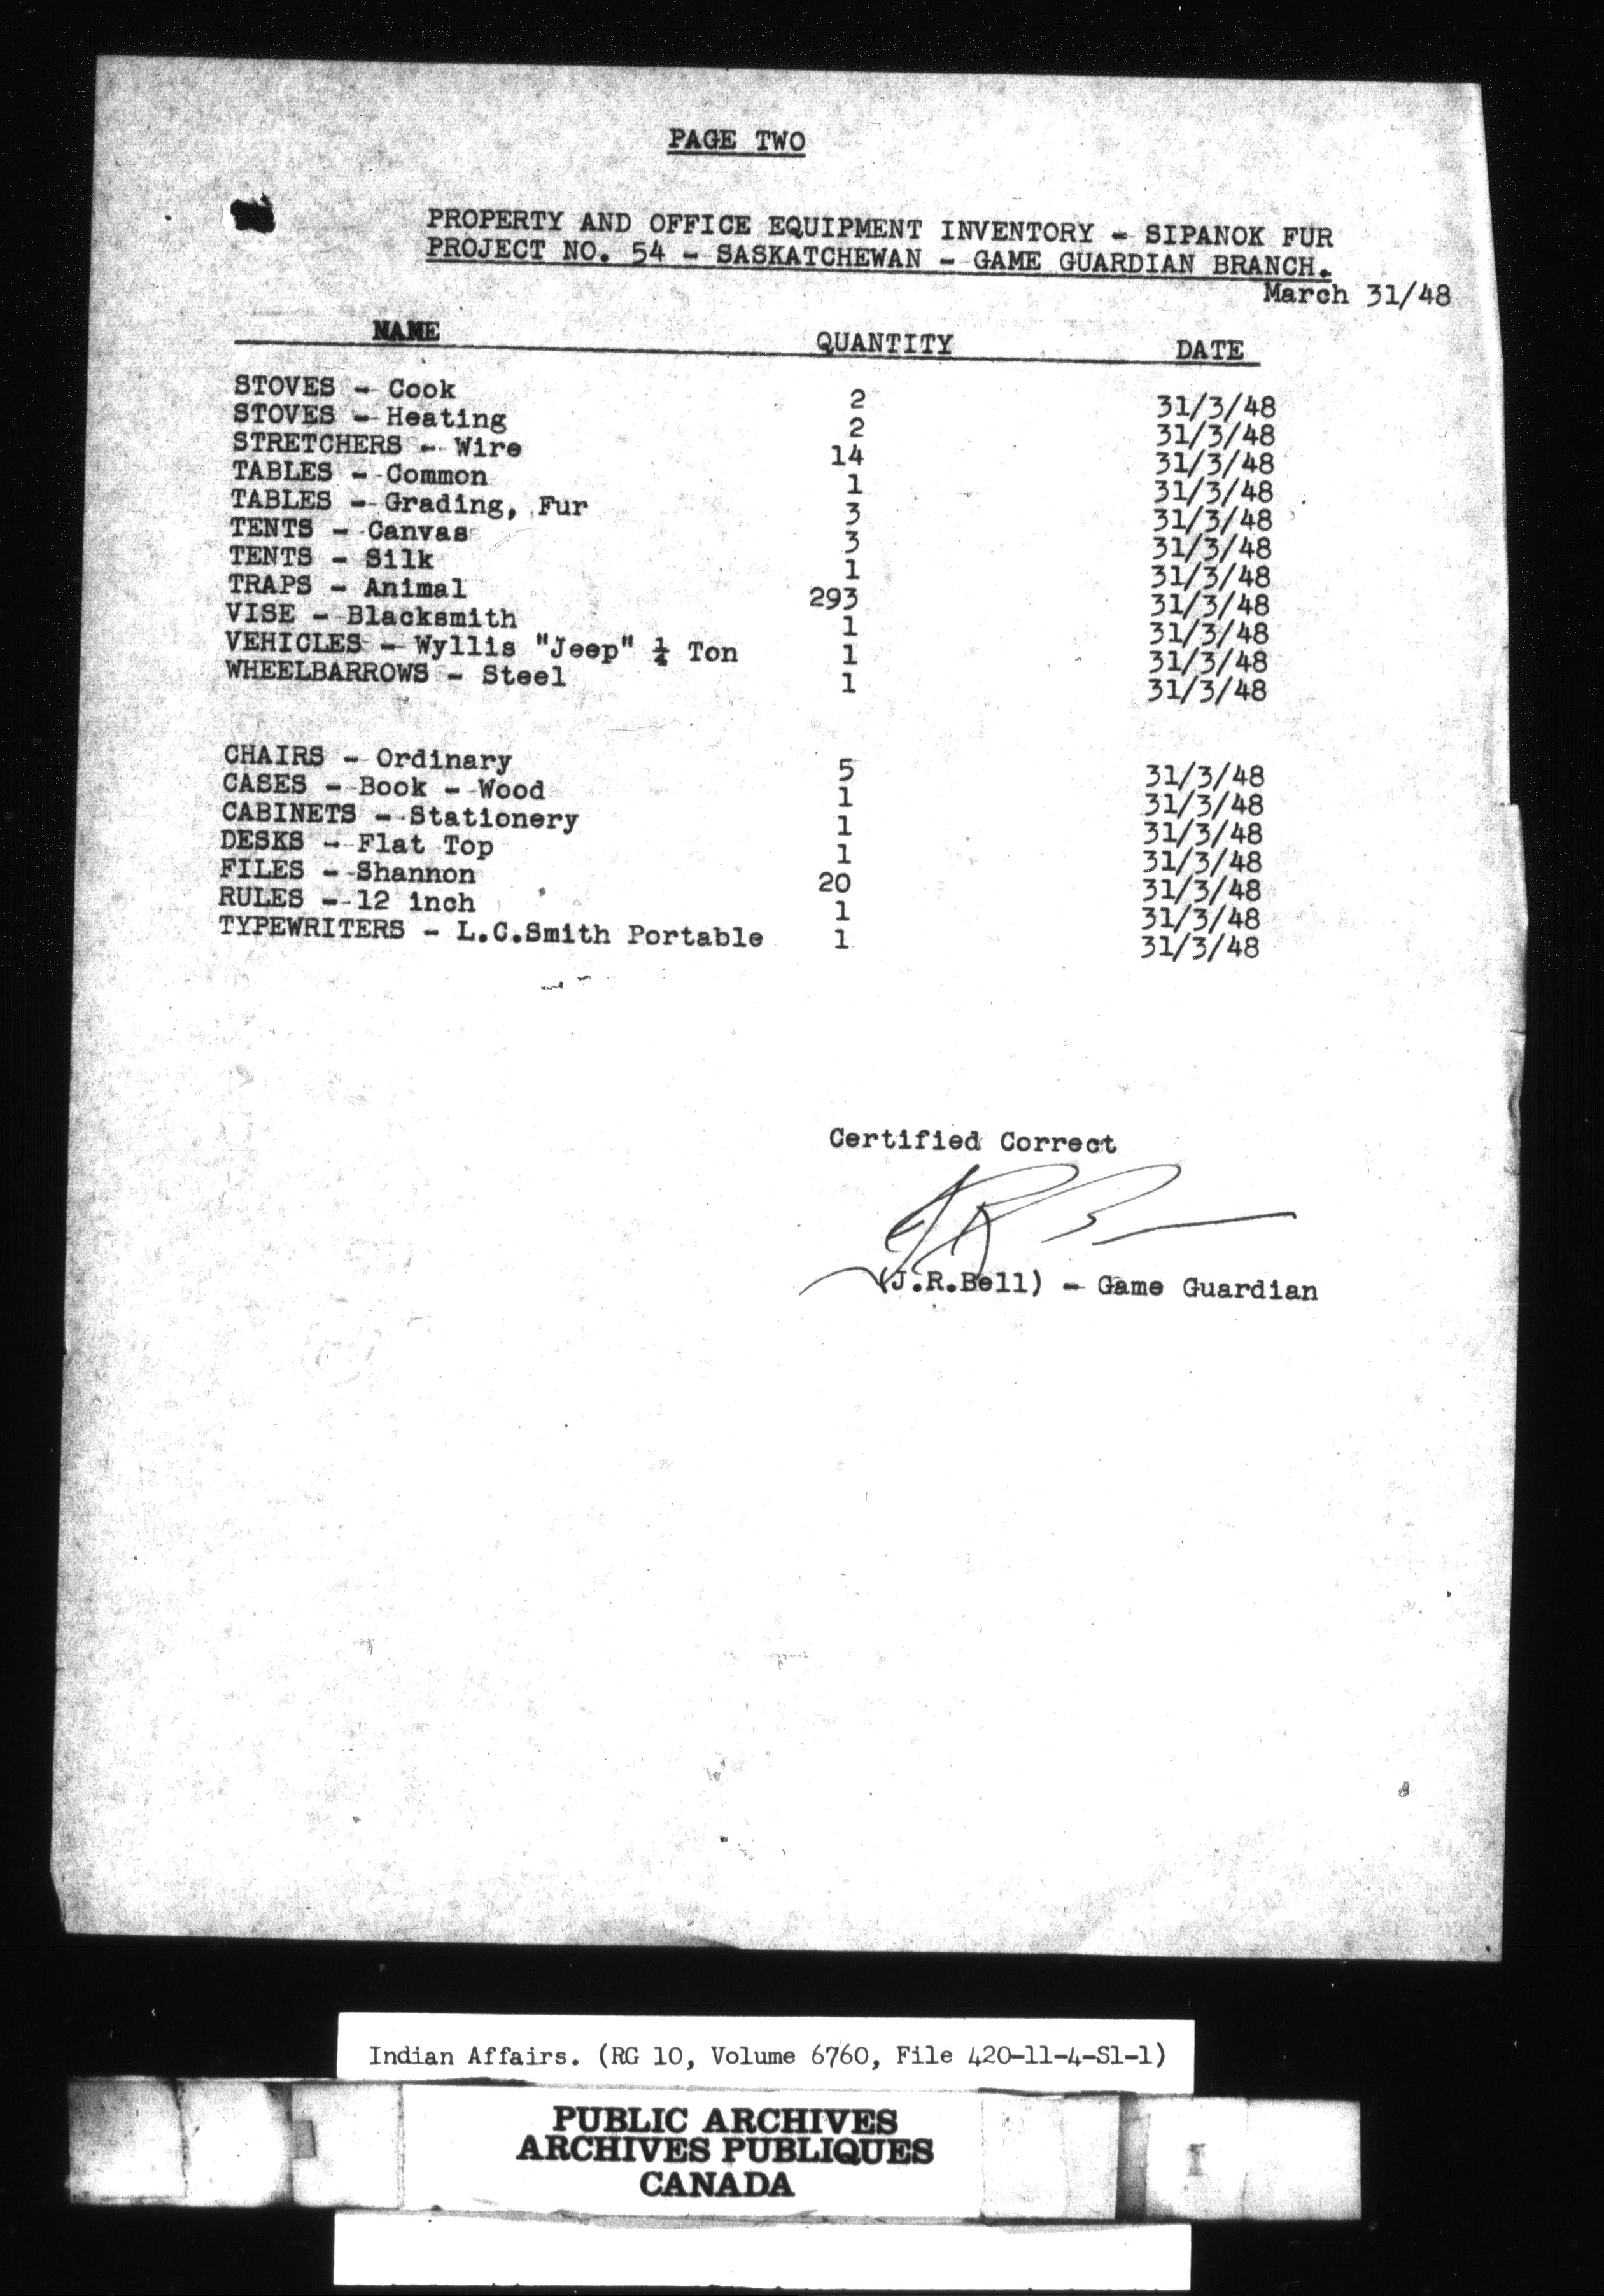 PAGE TWO
PROPERTY AND OFFICE EQUIPMENT INVENTORY - SIPANOK FUR
PROJECT NO. 54 - SASKATCHEWAN - GAME GUARDIAN BRANCH.
March 31/48
NAME QUANTITY DATE
STOVES - Cook 2 31/3/48
STOVES - Heating 2 31/3/48
STRETCHERS - Wire 14 31/3/48
TABLES - Common 1 31/3/48
TABLES - Grading, Fur 3 31/3/48
TENTS - Canvas 3 31/3/48
TENTS - Silk 1 31/3/48
TRAPS - Animal 293 31/3/48
VISE - Blacksmith 1 31/3/48
VEHICLES - Wyllis "Jeep" ¼ Ton 1 31/3/48
WHEELBARROWS - Steel 1 31/3/48
CHAIRS - Ordinary 5 31/3/48
CASES - Book - Wood 1 31/3/48
CABINETS - Stationery 1 31/3/48
DESKS - Flat Top 1 31/3/48
FILES - Shannon 20 31/3/48
RULES - 12 inch 1 31/3/48
TYPEWRITERS - L.C.Smith Portable 1 31/3/48
Certified Correct
(J.R.Bell) - Game Guardian
Indian Affairs. (RG 10, Volume 6760, File 420-11-4-S1-1)
PUBLIC ARCHIVES
ARCHIVES PUBLIQUES
CANADA